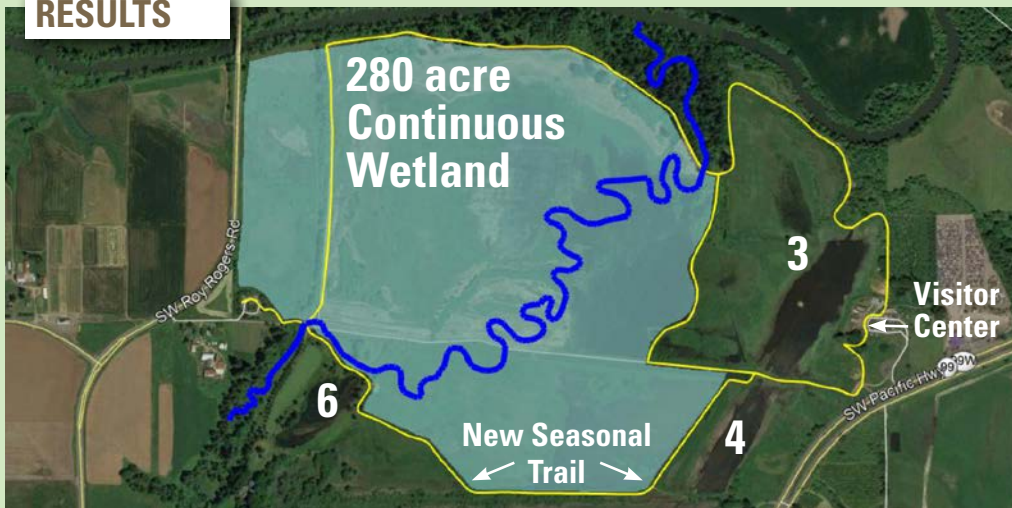 RESULTS
280 acre
Continuous
Wetland
3
Visitor
Center
SW Roy Rogers Rd
99W
SW Pacific Hwy
6
4
New Seasonal
Trail